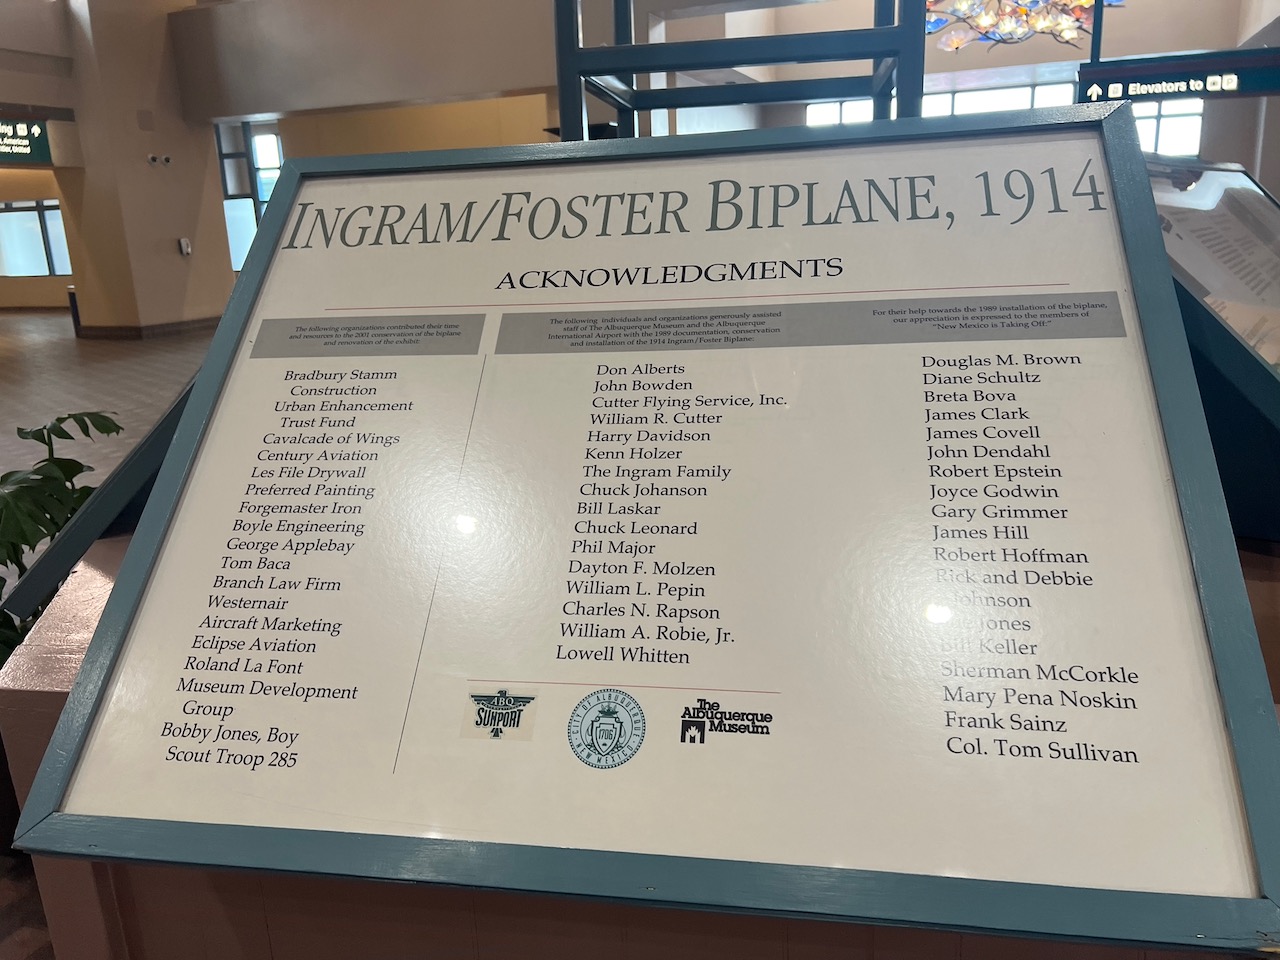 Elevators to
ing
American
United
INGRAM/FOSTER BIPLANE, 1914
ACKNOWLEDGMENTS
The following organizations contributed their time
and resources to the 2001 conservation of the biplane
and renovation of the exhibit:
Bradbury Stamm
Construction
Urban Enhancement
Trust Fund
Cavalcade of Wings
Century Aviation
Les File Drywall
Preferred Painting
Forgemaster Iron
Boyle Engineering
George Applebay
Tom Baca
Branch Law Firm
Westernair
Aircraft Marketing
Eclipse Aviation
Roland La Font
Museum Development
Group
Bobby Jones, Boy
Scout Troop 285
The following individuals and organizations generously assisted
staff of The Albuquerque Museum and the Albuquerque
International Airport with the 1989 documentation, conservation
and installation of the 1914 Ingram/Foster Biplane:
Don Alberts
John Bowden
Cutter Flying Service, Inc.
William R. Cutter
Harry Davidson
Kenn Holzer
The Ingram Family
Chuck Johanson
Bill Laskar
Chuck Leonard
Phil Major
Dayton F. Molzen
William L. Pepin
Charles N. Rapson
William A. Robie, Jr.
Lowell Whitten
For their help towards the 1989 installation of the biplane,
our appreciation is expressed to the members of
"New Mexico is Taking Off:"
Douglas M. Brown
Diane Schultz
Breta Bova
James Clark
James Covell
John Dendahl
Robert Epstein
Joyce Godwin
Gary Grimmer
James Hill
Robert Hoffman
Rick and Debbie
Johnson
Jones
Bill Keller
Sherman McCorkle
Mary Pena Noskin
Frank Sainz
Col. Tom Sullivan
ABQ
SUNPORT
CITY OF ALBUQUERQUE
1706
NEW MEXICO
The
Albuquerque
Museum